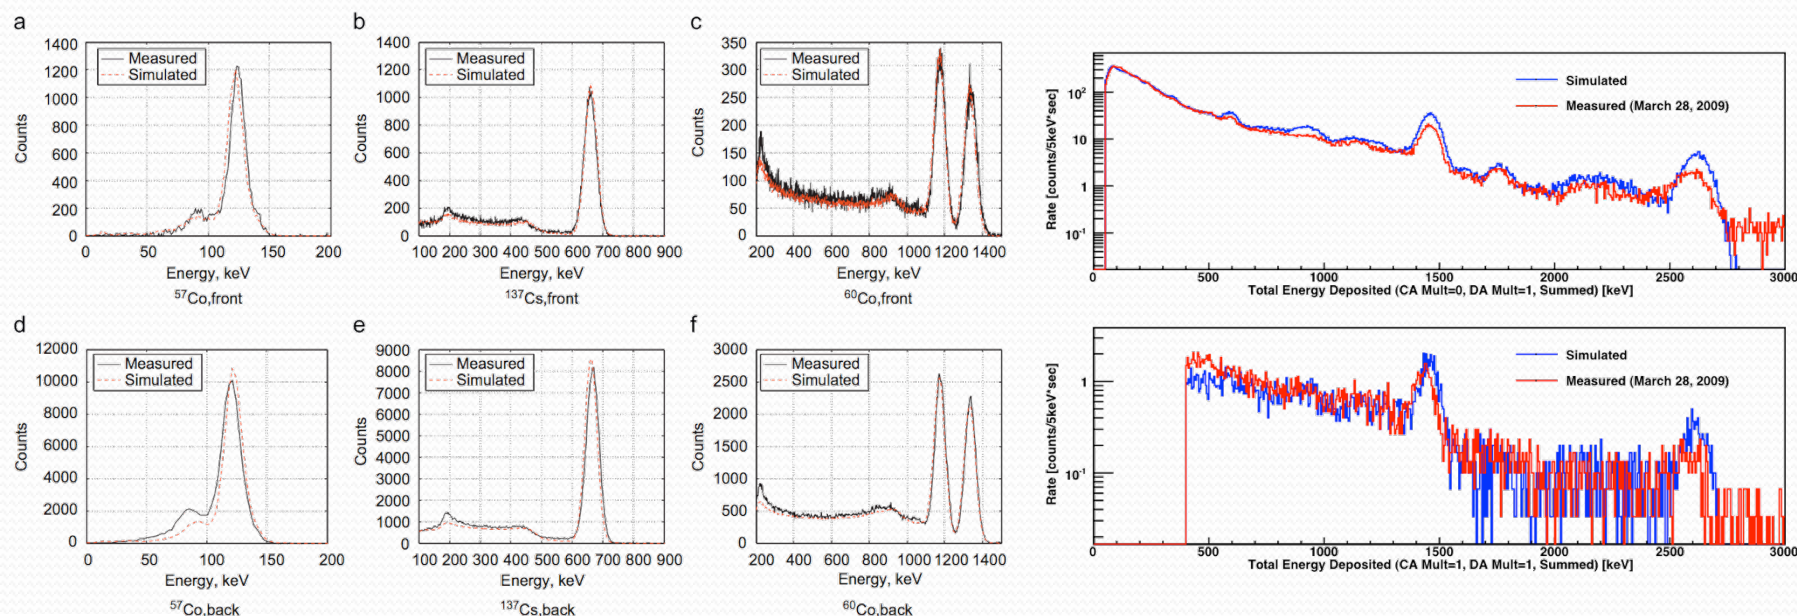 a
1400
1200
1000
800
600
400
200
0
Counts
Measured
Simulated
0 50 100 150 200
Energy, keV
57Co,front
b
1400
1200
1000
800
600
400
200
0
Counts
Measured
Simulated
100 200 300 400 500 600 700 800 900
Energy, keV
137Cs,front
c
350
300
250
200
150
100
50
0
Counts
Measured
Simulated
200 400 600 800 1000 1200 1400
Energy, keV
60Co,front
Rate [counts/5keV*sec]
10²
10
1
10⁻¹
Simulated
Measured (March 28, 2009)
0 500 1000 1500 2000 2500 3000
Total Energy Deposited (CA Mult=0, DA Mult=1, Summed) [keV]
d
12000
10000
8000
6000
4000
2000
0
Counts
Measured
Simulated
0 50 100 150 200
Energy, keV
57Co,back
e
9000
8000
7000
6000
5000
4000
3000
2000
1000
0
Counts
Measured
Simulated
100 200 300 400 500 600 700 800 900
Energy, keV
137Cs,back
f
3000
2500
2000
1500
1000
500
0
Counts
Measured
Simulated
200 400 600 800 1000 1200 1400
Energy, keV
60Co,back
Rate [counts/5keV*sec]
1
10⁻¹
Simulated
Measured (March 28, 2009)
0 500 1000 1500 2000 2500 3000
Total Energy Deposited (CA Mult=1, DA Mult=1, Summed) [keV]